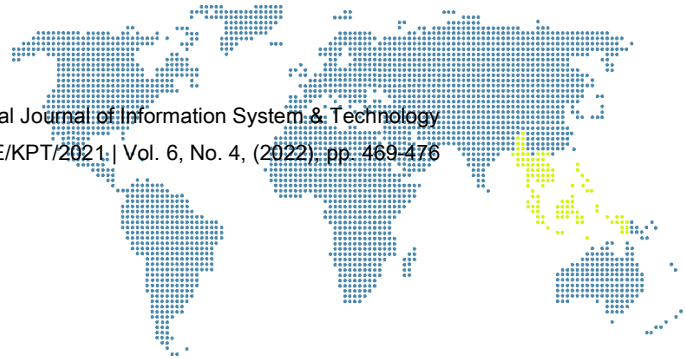 al Journal of Information System & Technology
E/KPT/2021 | Vol. 6, No. 4, (2022), pp. 469-476